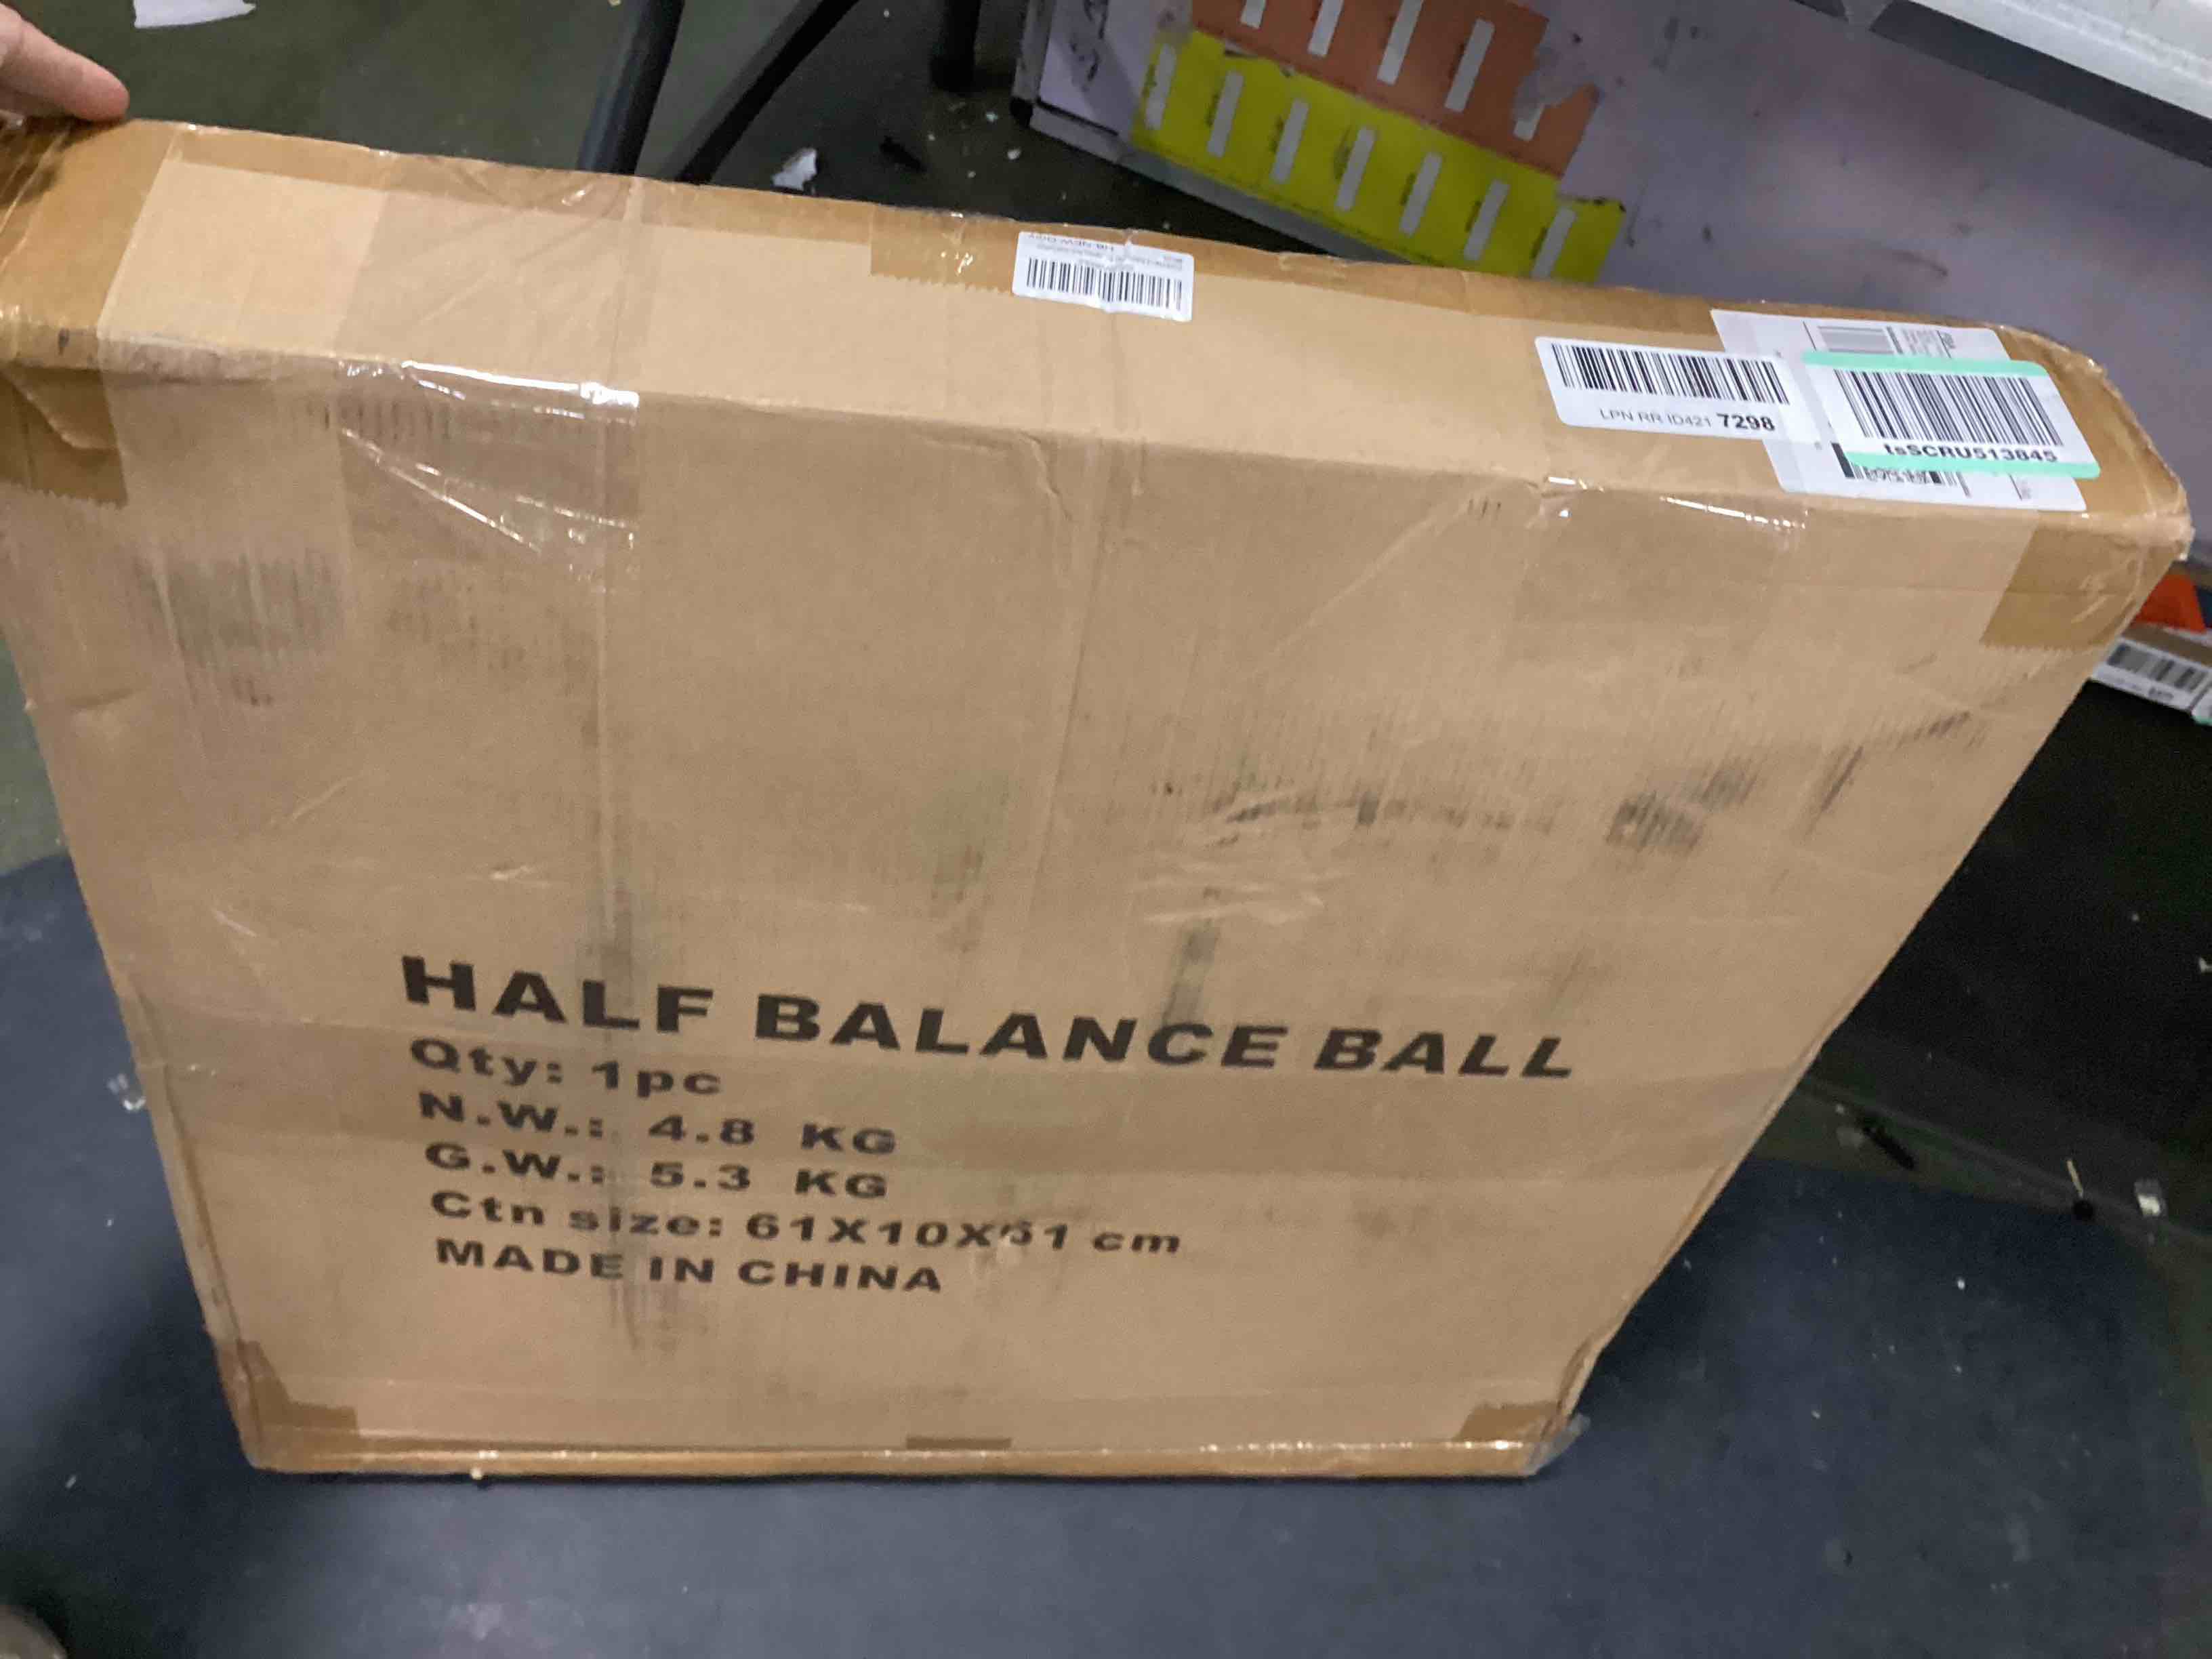 LPN RR ID421 7298
tsSCRU513845
HALF BALANCE BALL
Qty: 1pc
N.W.: 4.8 KG
G.W.: 5.3 KG
Ctn size: 61X10X61 cm
MADE IN CHINA